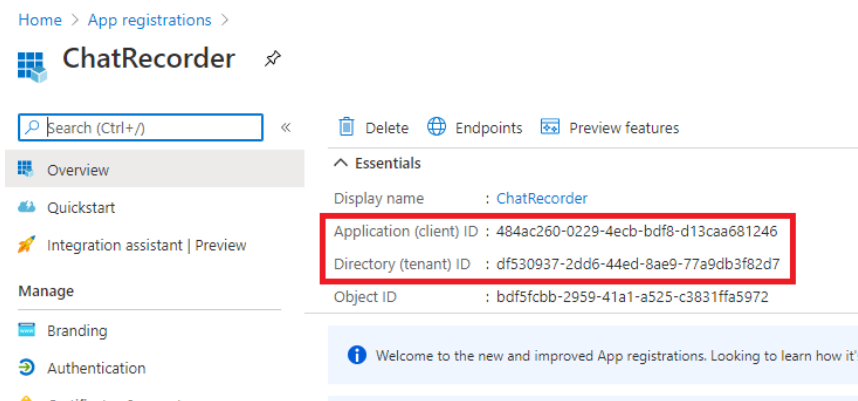 Home > App registrations >
ChatRecorder
Search (Ctrl+/)
«
Delete Endpoints Preview features
Overview
Quickstart
Integration assistant | Preview
Manage
Branding
Authentication
Essentials
Display name : ChatRecorder
Application (client) ID : 484ac260-0229-4ecb-bdf8-d13caa681246
Directory (tenant) ID : df530937-2dd6-44ed-8ae9-77a9db3f82d7
Object ID : bdf5fcbb-2959-41a1-a525-c3831ffa5972
Welcome to the new and improved App registrations. Looking to learn how it's